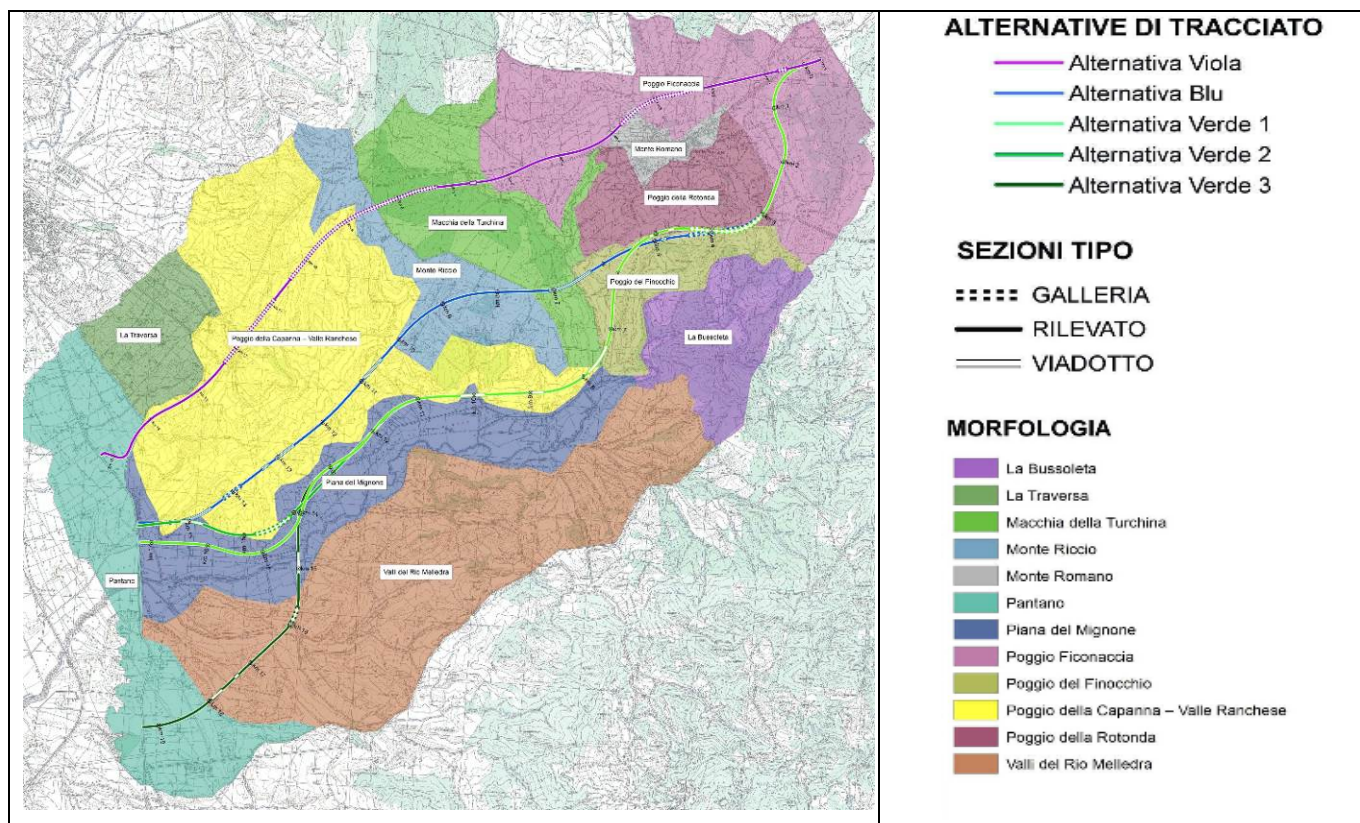 Poggio Ficonaccia
Monte Romano
Poggio della Rotonda
Macchia della Turchina
Monte Riccio
Poggio del Finocchio
La Traversa
Poggio della Capanna – Valle Ranchese
La Bussoleta
Piana del Mignone
Valli del Rio Melledra
Pantano
ALTERNATIVE DI TRACCIATO
Alternativa Viola
Alternativa Blu
Alternativa Verde 1
Alternativa Verde 2
Alternativa Verde 3
SEZIONI TIPO
GALLERIA
RILEVATO
VIADOTTO
MORFOLOGIA
La Bussoleta
La Traversa
Macchia della Turchina
Monte Riccio
Monte Romano
Pantano
Piana del Mignone
Poggio Ficonaccia
Poggio del Finocchio
Poggio della Capanna – Valle Ranchese
Poggio della Rotonda
Valli del Rio Melledra